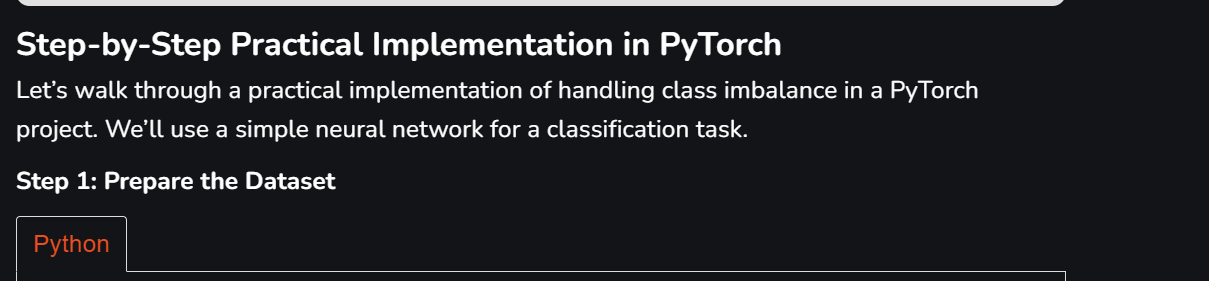 Step-by-Step Practical Implementation in PyTorch
Let’s walk through a practical implementation of handling class imbalance in a PyTorch
project. We’ll use a simple neural network for a classification task.
Step 1: Prepare the Dataset
Python